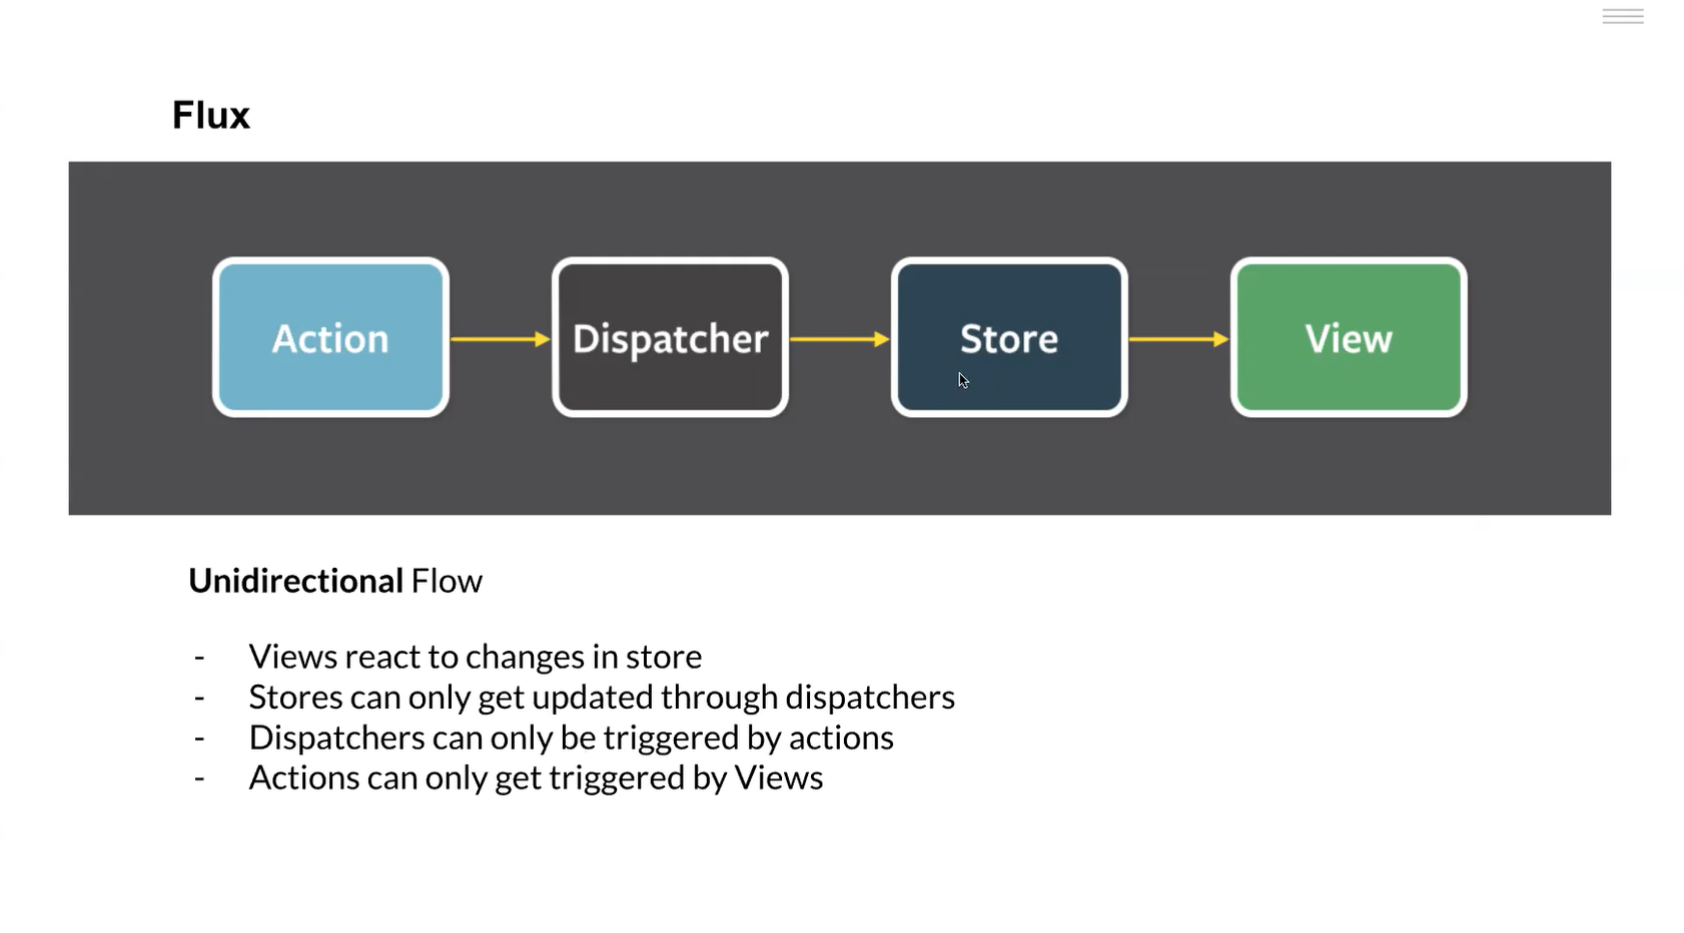 Flux
Action
Dispatcher
Store
View
Unidirectional Flow
- Views react to changes in store
- Stores can only get updated through dispatchers
- Dispatchers can only be triggered by actions
- Actions can only get triggered by Views